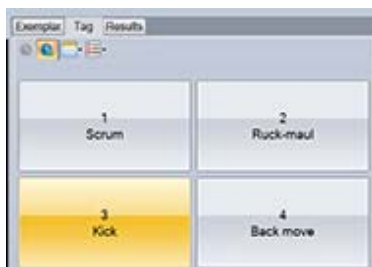 Exemplar Tag Results
1 2
Scrum Ruck-maul
3 4
Kick Back move